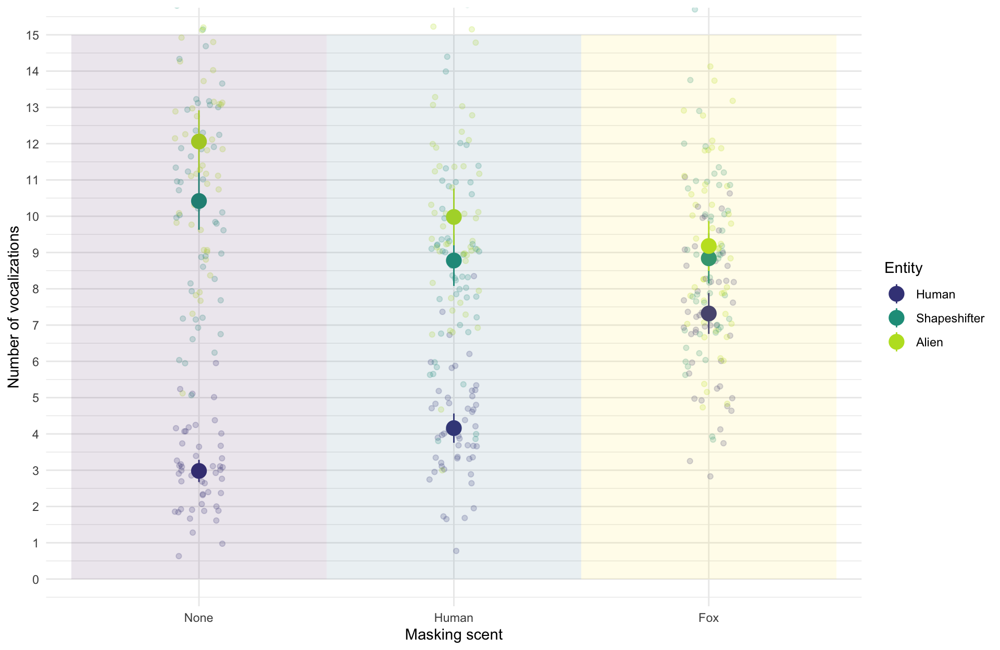 15
14
13
12
11
10
9
8
7
6
5
4
3
2
1
0
Number of vocalizations
None
Human
Fox
Masking scent
Entity
Human
Shapeshifter
Alien